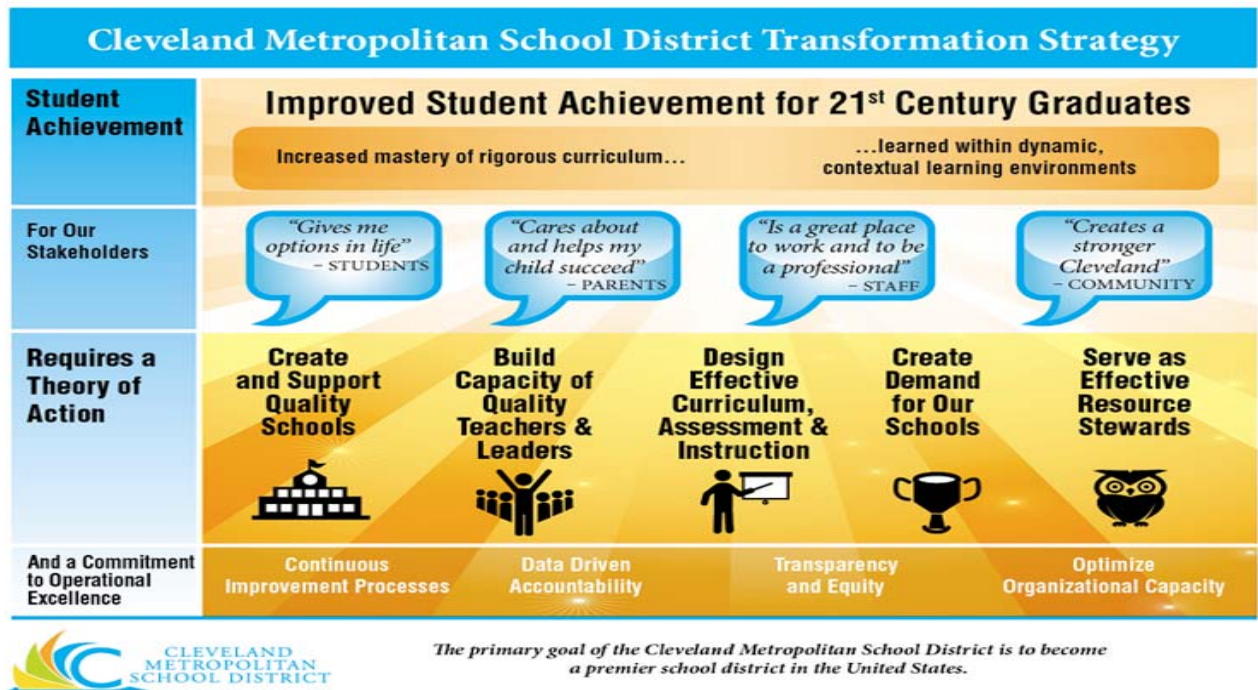 Cleveland Metropolitan School District Transformation Strategy
Student
Achievement
Improved Student Achievement for 21st Century Graduates
Increased mastery of rigorous curriculum...
...learned within dynamic,
contextual learning environments
For Our
Stakeholders
“Gives me
options in life”
– STUDENTS
“Cares about
and helps my
child succeed”
– PARENTS
“Is a great place
to work and to be
a professional”
– STAFF
“Creates a
stronger
Cleveland”
– COMMUNITY
Requires a
Theory of
Action
Create
and Support
Quality
Schools
Build
Capacity of
Quality
Teachers &
Leaders
Design
Effective
Curriculum,
Assessment &
Instruction
Create
Demand
for Our
Schools
Serve as
Effective
Resource
Stewards
And a Commitment
to Operational
Excellence
Continuous
Improvement Processes
Data Driven
Accountability
Transparency
and Equity
Optimize
Organizational Capacity
CLEVELAND
METROPOLITAN
SCHOOL DISTRICT
The primary goal of the Cleveland Metropolitan School District is to become
a premier school district in the United States.